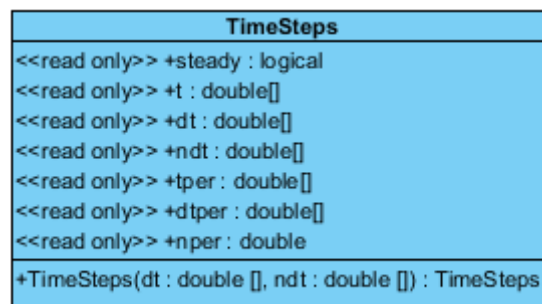 TimeSteps
<<read only>> +steady : logical
<<read only>> +t : double[]
<<read only>> +dt : double[]
<<read only>> +ndt : double[]
<<read only>> +tper : double[]
<<read only>> +dtper : double[]
<<read only>> +nper : double
+TimeSteps(dt : double [], ndt : double []) : TimeSteps